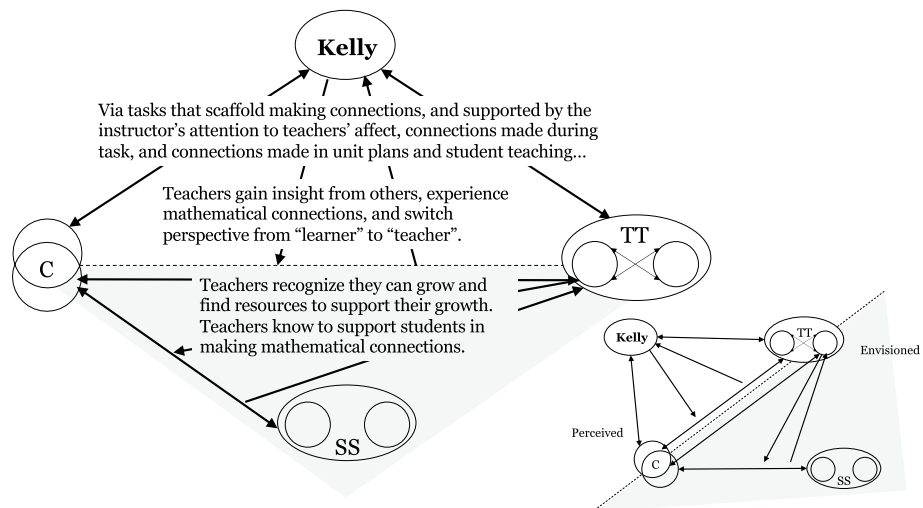 Kelly
Via tasks that scaffold making connections, and supported by the
instructor's attention to teachers' affect, connections made during
task, and connections made in unit plans and student teaching...
Teachers gain insight from others, experience
mathematical connections, and switch
perspective from “learner” to “teacher”.
C
TT
Teachers recognize they can grow and
find resources to support their growth.
Teachers know to support students in
making mathematical connections.
SS
Kelly
TT
Envisioned
Perceived
C
SS